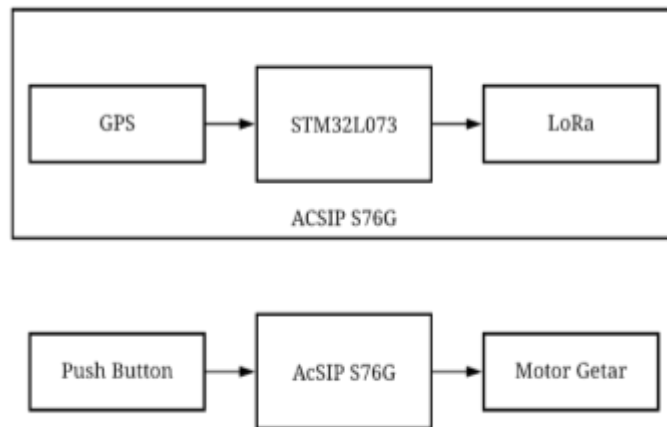 GPS
STM32L073
LoRa
ACSIP S76G
Push Button
AcSIP S76G
Motor Getar